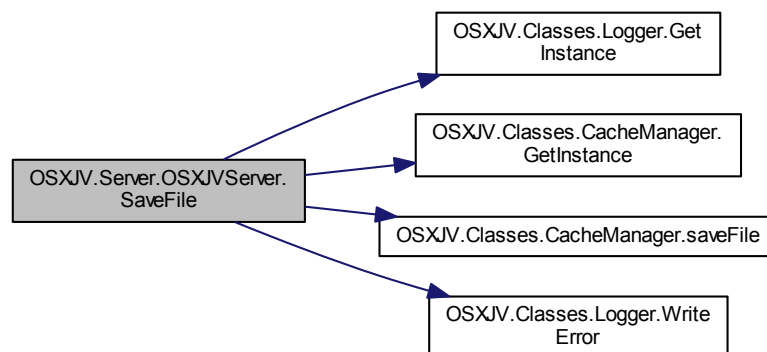 OSXJV.Classes.Logger.Get
Instance
OSXJV.Classes.CacheManager.
GetInstance
OSXJV.Server.OSXJVServer.
SaveFile
OSXJV.Classes.CacheManager.saveFile
OSXJV.Classes.Logger.Write
Error